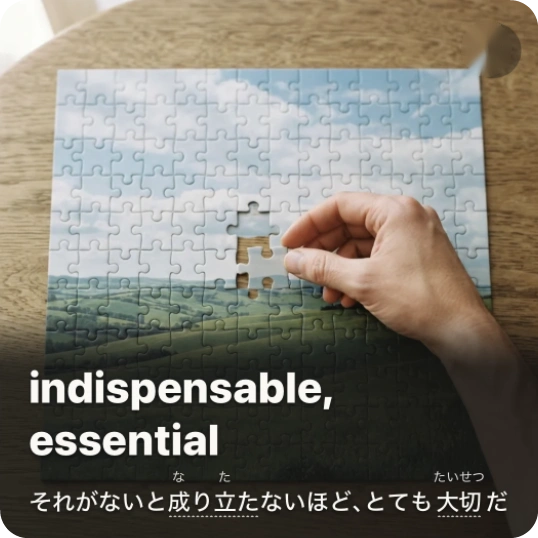 indispensable,
essential
な た たいせつ
それがないと成り立たないほど、とても大切だ